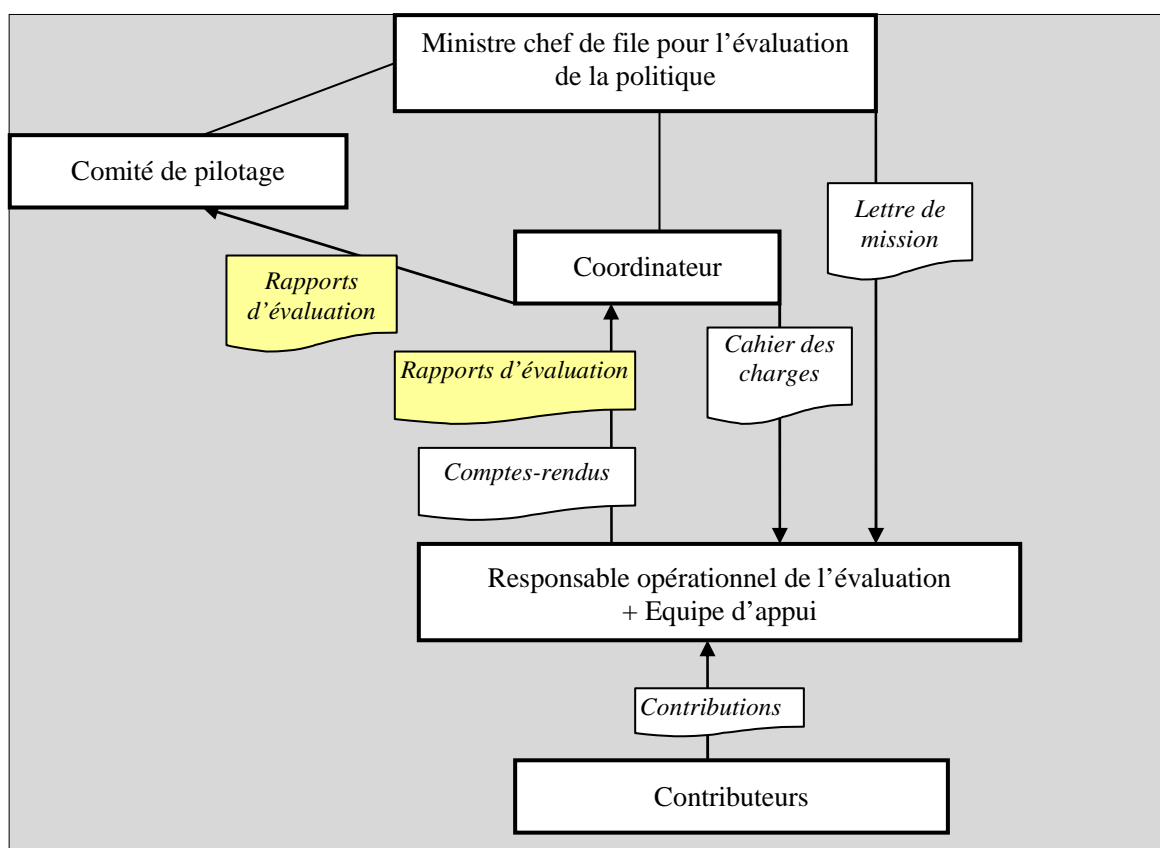 Ministre chef de file pour l’évaluation
de la politique
Comité de pilotage
Lettre de
mission
Coordinateur
Rapports
d’évaluation
Cahier des
charges
Rapports d’évaluation
Comptes-rendus
Responsable opérationnel de l’évaluation
+ Equipe d’appui
Contributions
Contributeurs